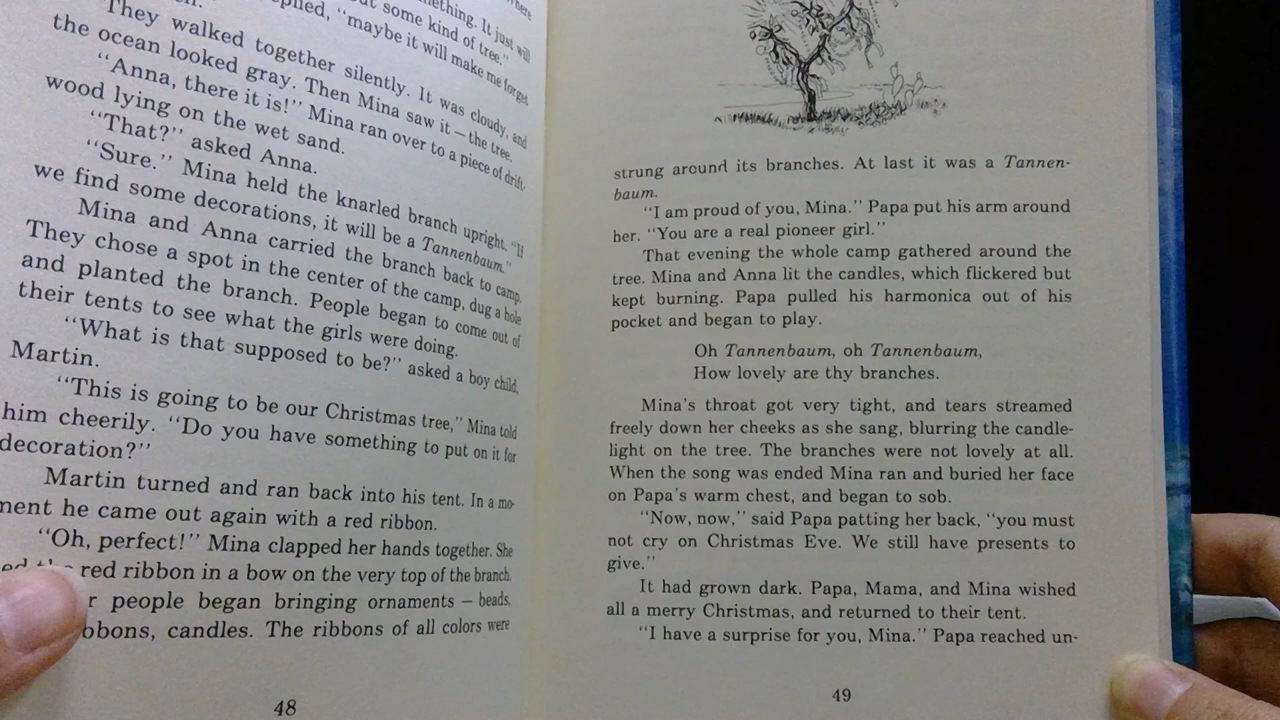 mething. It just will
out some kind of tree."
replied, "maybe it will make me forget
They walked together silently. It was cloudy, and
the ocean looked gray. Then Mina saw it — the tree.
"Anna, there it is!" Mina ran over to a piece of drift-
wood lying on the wet sand.
"That?" asked Anna.
"Sure." Mina held the knarled branch upright. "If
we find some decorations, it will be a Tannenbaum."
Mina and Anna carried the branch back to camp.
They chose a spot in the center of the camp, dug a hole
and planted the branch. People began to come out of
their tents to see what the girls were doing.
"What is that supposed to be?" asked a boy child,
Martin.
"This is going to be our Christmas tree," Mina told
him cheerily. "Do you have something to put on it for
decoration?"
Martin turned and ran back into his tent. In a mo-
ment he came out again with a red ribbon.
"Oh, perfect!" Mina clapped her hands together. She
red ribbon in a bow on the very top of the branch.
people began bringing ornaments — beads,
bbons, candles. The ribbons of all colors were
48
strung around its branches. At last it was a Tannen-
baum.
"I am proud of you, Mina." Papa put his arm around
her. "You are a real pioneer girl."
That evening the whole camp gathered around the
tree. Mina and Anna lit the candles, which flickered but
kept burning. Papa pulled his harmonica out of his
pocket and began to play.
Oh Tannenbaum, oh Tannenbaum,
How lovely are thy branches.
Mina's throat got very tight, and tears streamed
freely down her cheeks as she sang, blurring the candle-
light on the tree. The branches were not lovely at all.
When the song was ended Mina ran and buried her face
on Papa's warm chest, and began to sob.
"Now, now," said Papa patting her back, "you must
not cry on Christmas Eve. We still have presents to
give."
It had grown dark. Papa, Mama, and Mina wished
all a merry Christmas, and returned to their tent.
"I have a surprise for you, Mina." Papa reached un-
49